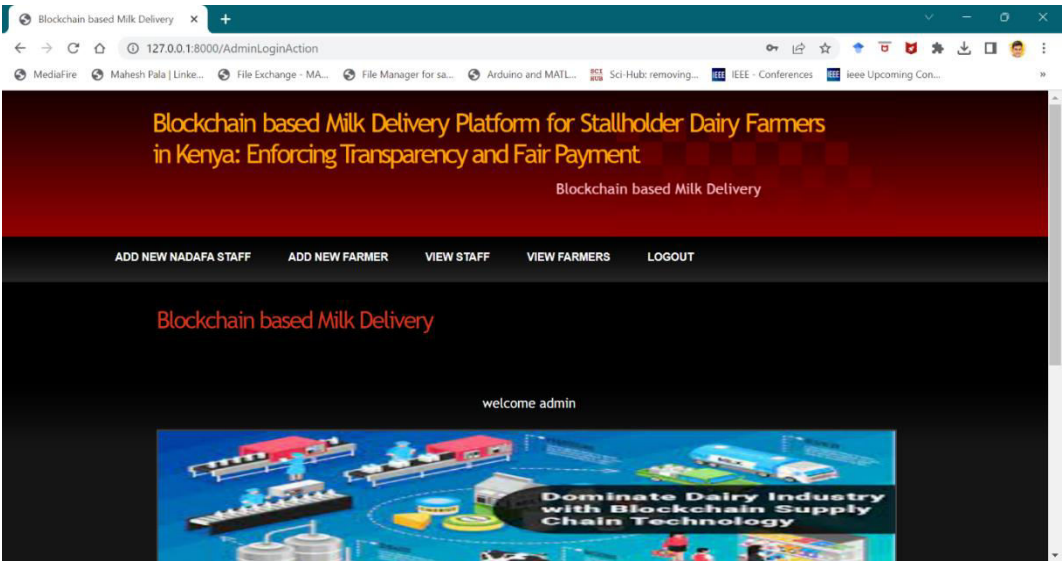 Blockchain based Milk Delivery
127.0.0.1:8000/AdminLoginAction
MediaFire Mahesh Pala | Linke... File Exchange - MA... File Manager for sa... Arduino and MATL... SCI HUB Sci-Hub: removing... IEEE IEEE - Conferences IEEE ieee Upcoming Con... »
Blockchain based Milk Delivery Platform for Stallholder Dairy Farmers
in Kenya: Enforcing Transparency and Fair Payment
Blockchain based Milk Delivery
ADD NEW NADAFA STAFF ADD NEW FARMER VIEW STAFF VIEW FARMERS LOGOUT
Blockchain based Milk Delivery
welcome admin
Dominate Dairy Industry
with Blockchain Supply
Chain Technology